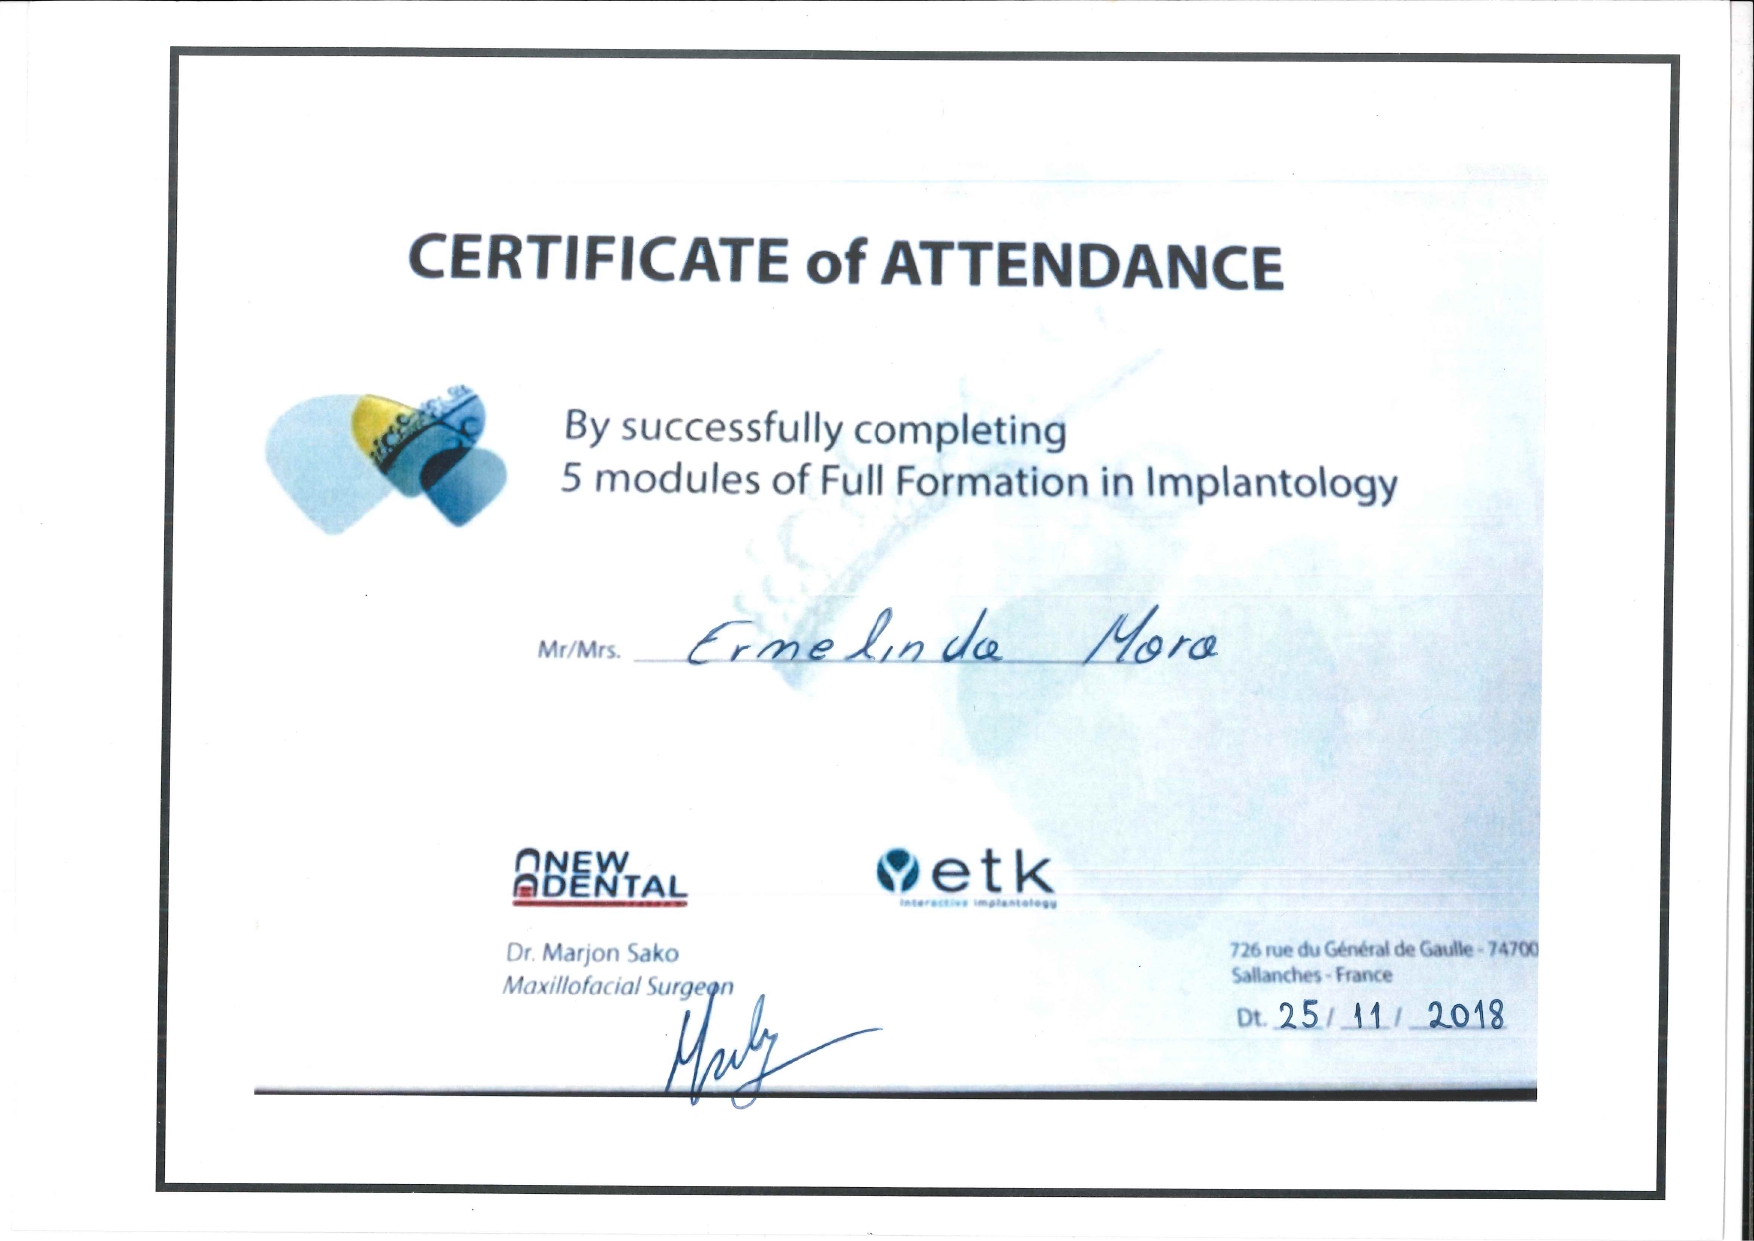 CERTIFICATE of ATTENDANCE
By successfully completing
5 modules of Full Formation in Implantology
Mr/Mrs. Ermelinda Mora
NEW
DENTAL
etk
interactive implantology
Dr. Marjon Sako
Maxillofacial Surgeon
726 rue du Général de Gaulle - 74700
Sallanches - France
Dt. 25 / 11 / 2018